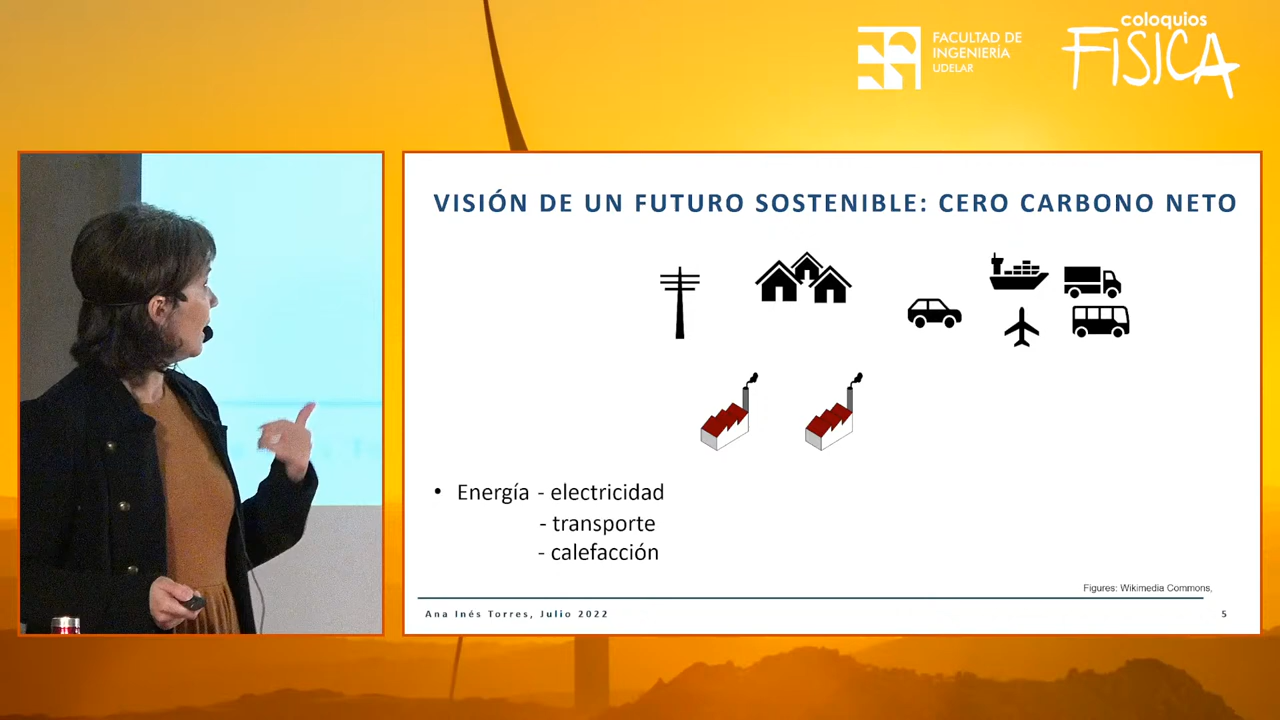 coloquios
FISICA
FACULTAD DE
INGENIERÍA
UDELAR
VISIÓN DE UN FUTURO SOSTENIBLE: CERO CARBONO NETO
• Energía - electricidad
- transporte
- calefacción
Figures: Wikimedia Commons,
Ana Inés Torres, Julio 2022
5